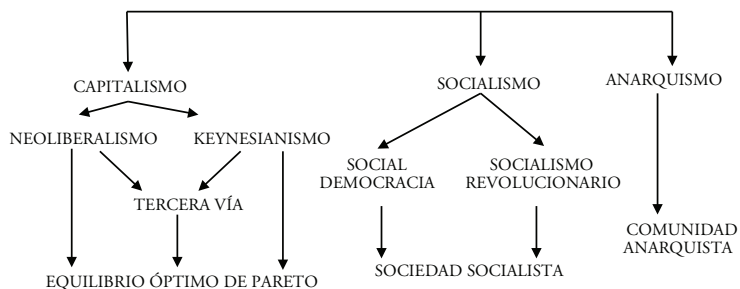 CAPITALISMO
SOCIALISMO
ANARQUISMO
NEOLIBERALISMO
KEYNESIANISMO
SOCIAL
DEMOCRACIA
SOCIALISMO
REVOLUCIONARIO
TERCERA VÍA
COMUNIDAD
ANARQUISTA
EQUILIBRIO ÓPTIMO DE PARETO
SOCIEDAD SOCIALISTA